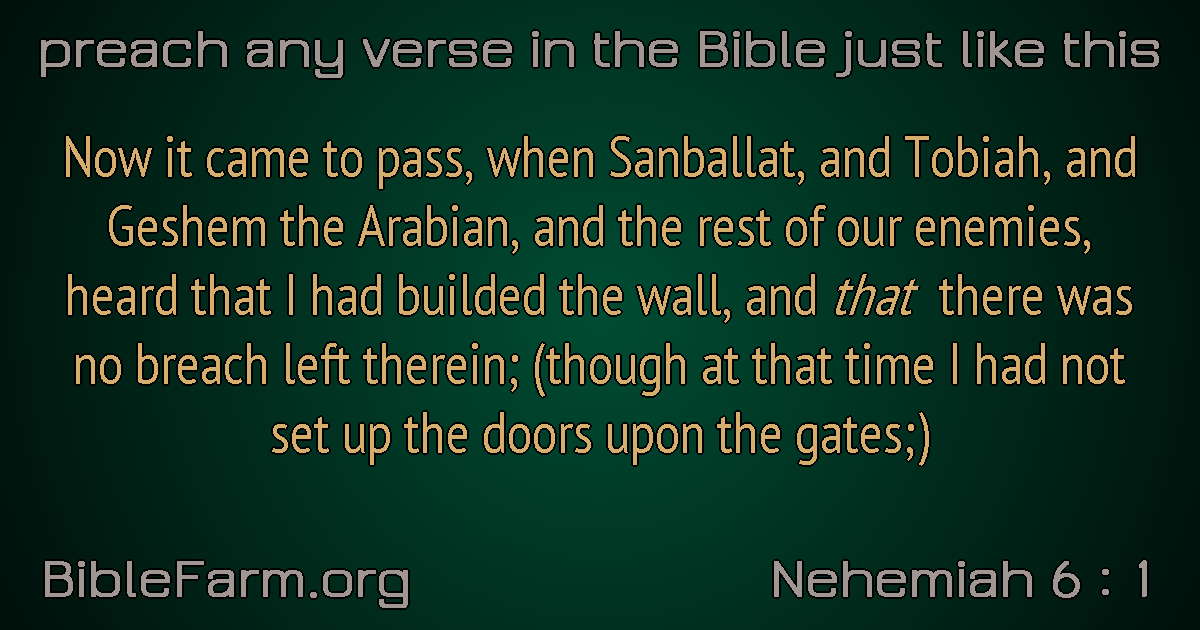 preach any verse in the Bible just like this
Now it came to pass, when Sanballat, and Tobiah, and
Geshem the Arabian, and the rest of our enemies,
heard that I had builded the wall, and that there was
no breach left therein; (though at that time I had not
set up the doors upon the gates;)
BibleFarm.org
Nehemiah 6 : 1